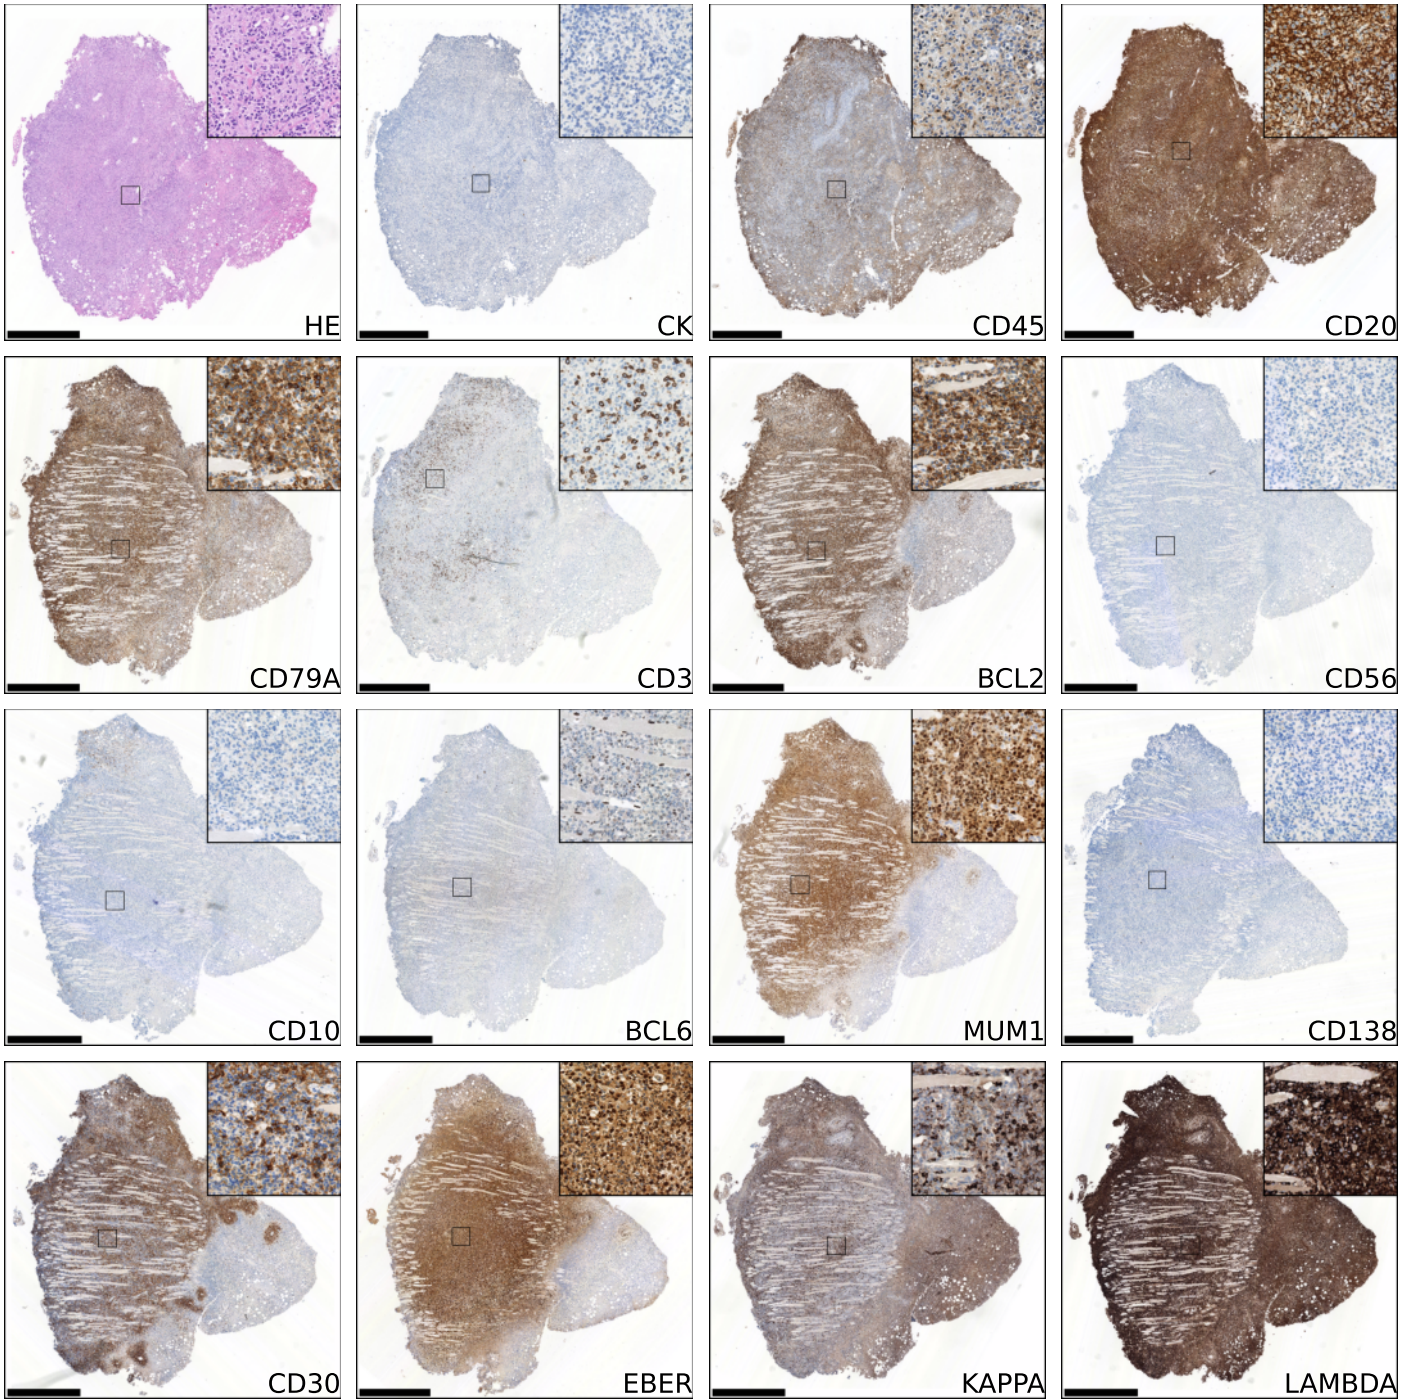 HE
CK
CD45
CD20
CD79A
CD3
BCL2
CD56
CD10
BCL6
MUM1
CD138
CD30
EBER
KAPPA
LAMBDA